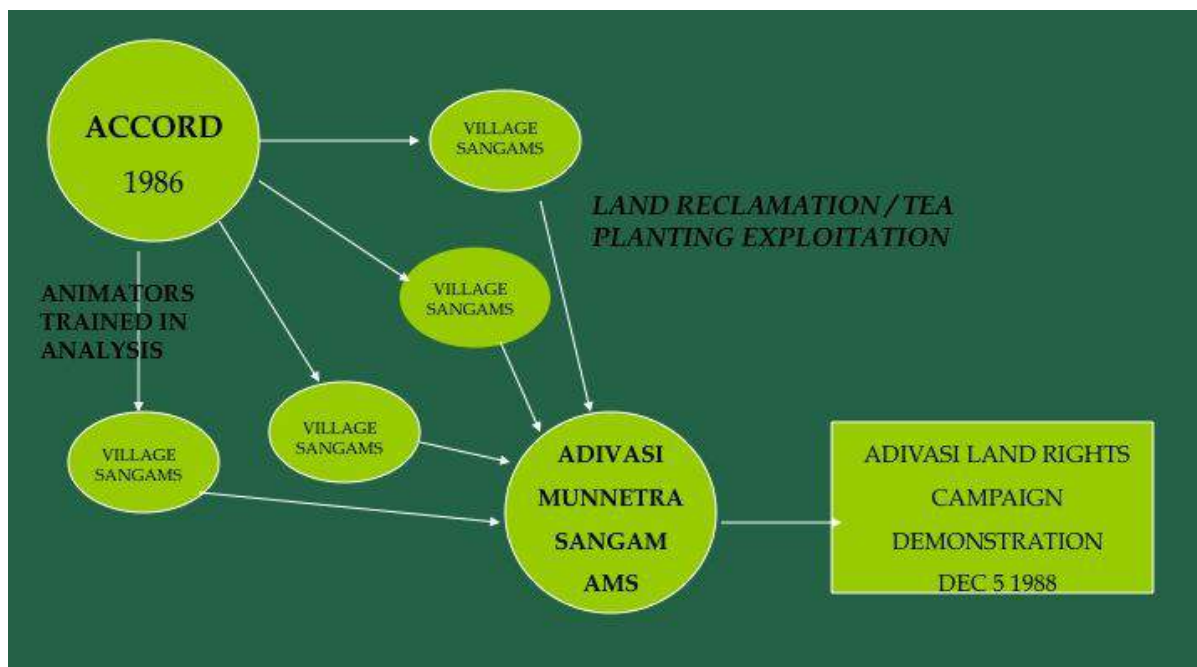 ACCORD
1986
VILLAGE
SANGAMS
LAND RECLAMATION / TEA
PLANTING EXPLOITATION
VILLAGE
SANGAMS
ANIMATORS
TRAINED IN
ANALYSIS
VILLAGE
SANGAMS
VILLAGE
SANGAMS
ADIVASI
MUNNETRA
SANGAM
AMS
ADIVASI LAND RIGHTS
CAMPAIGN
DEMONSTRATION
DEC 5 1988